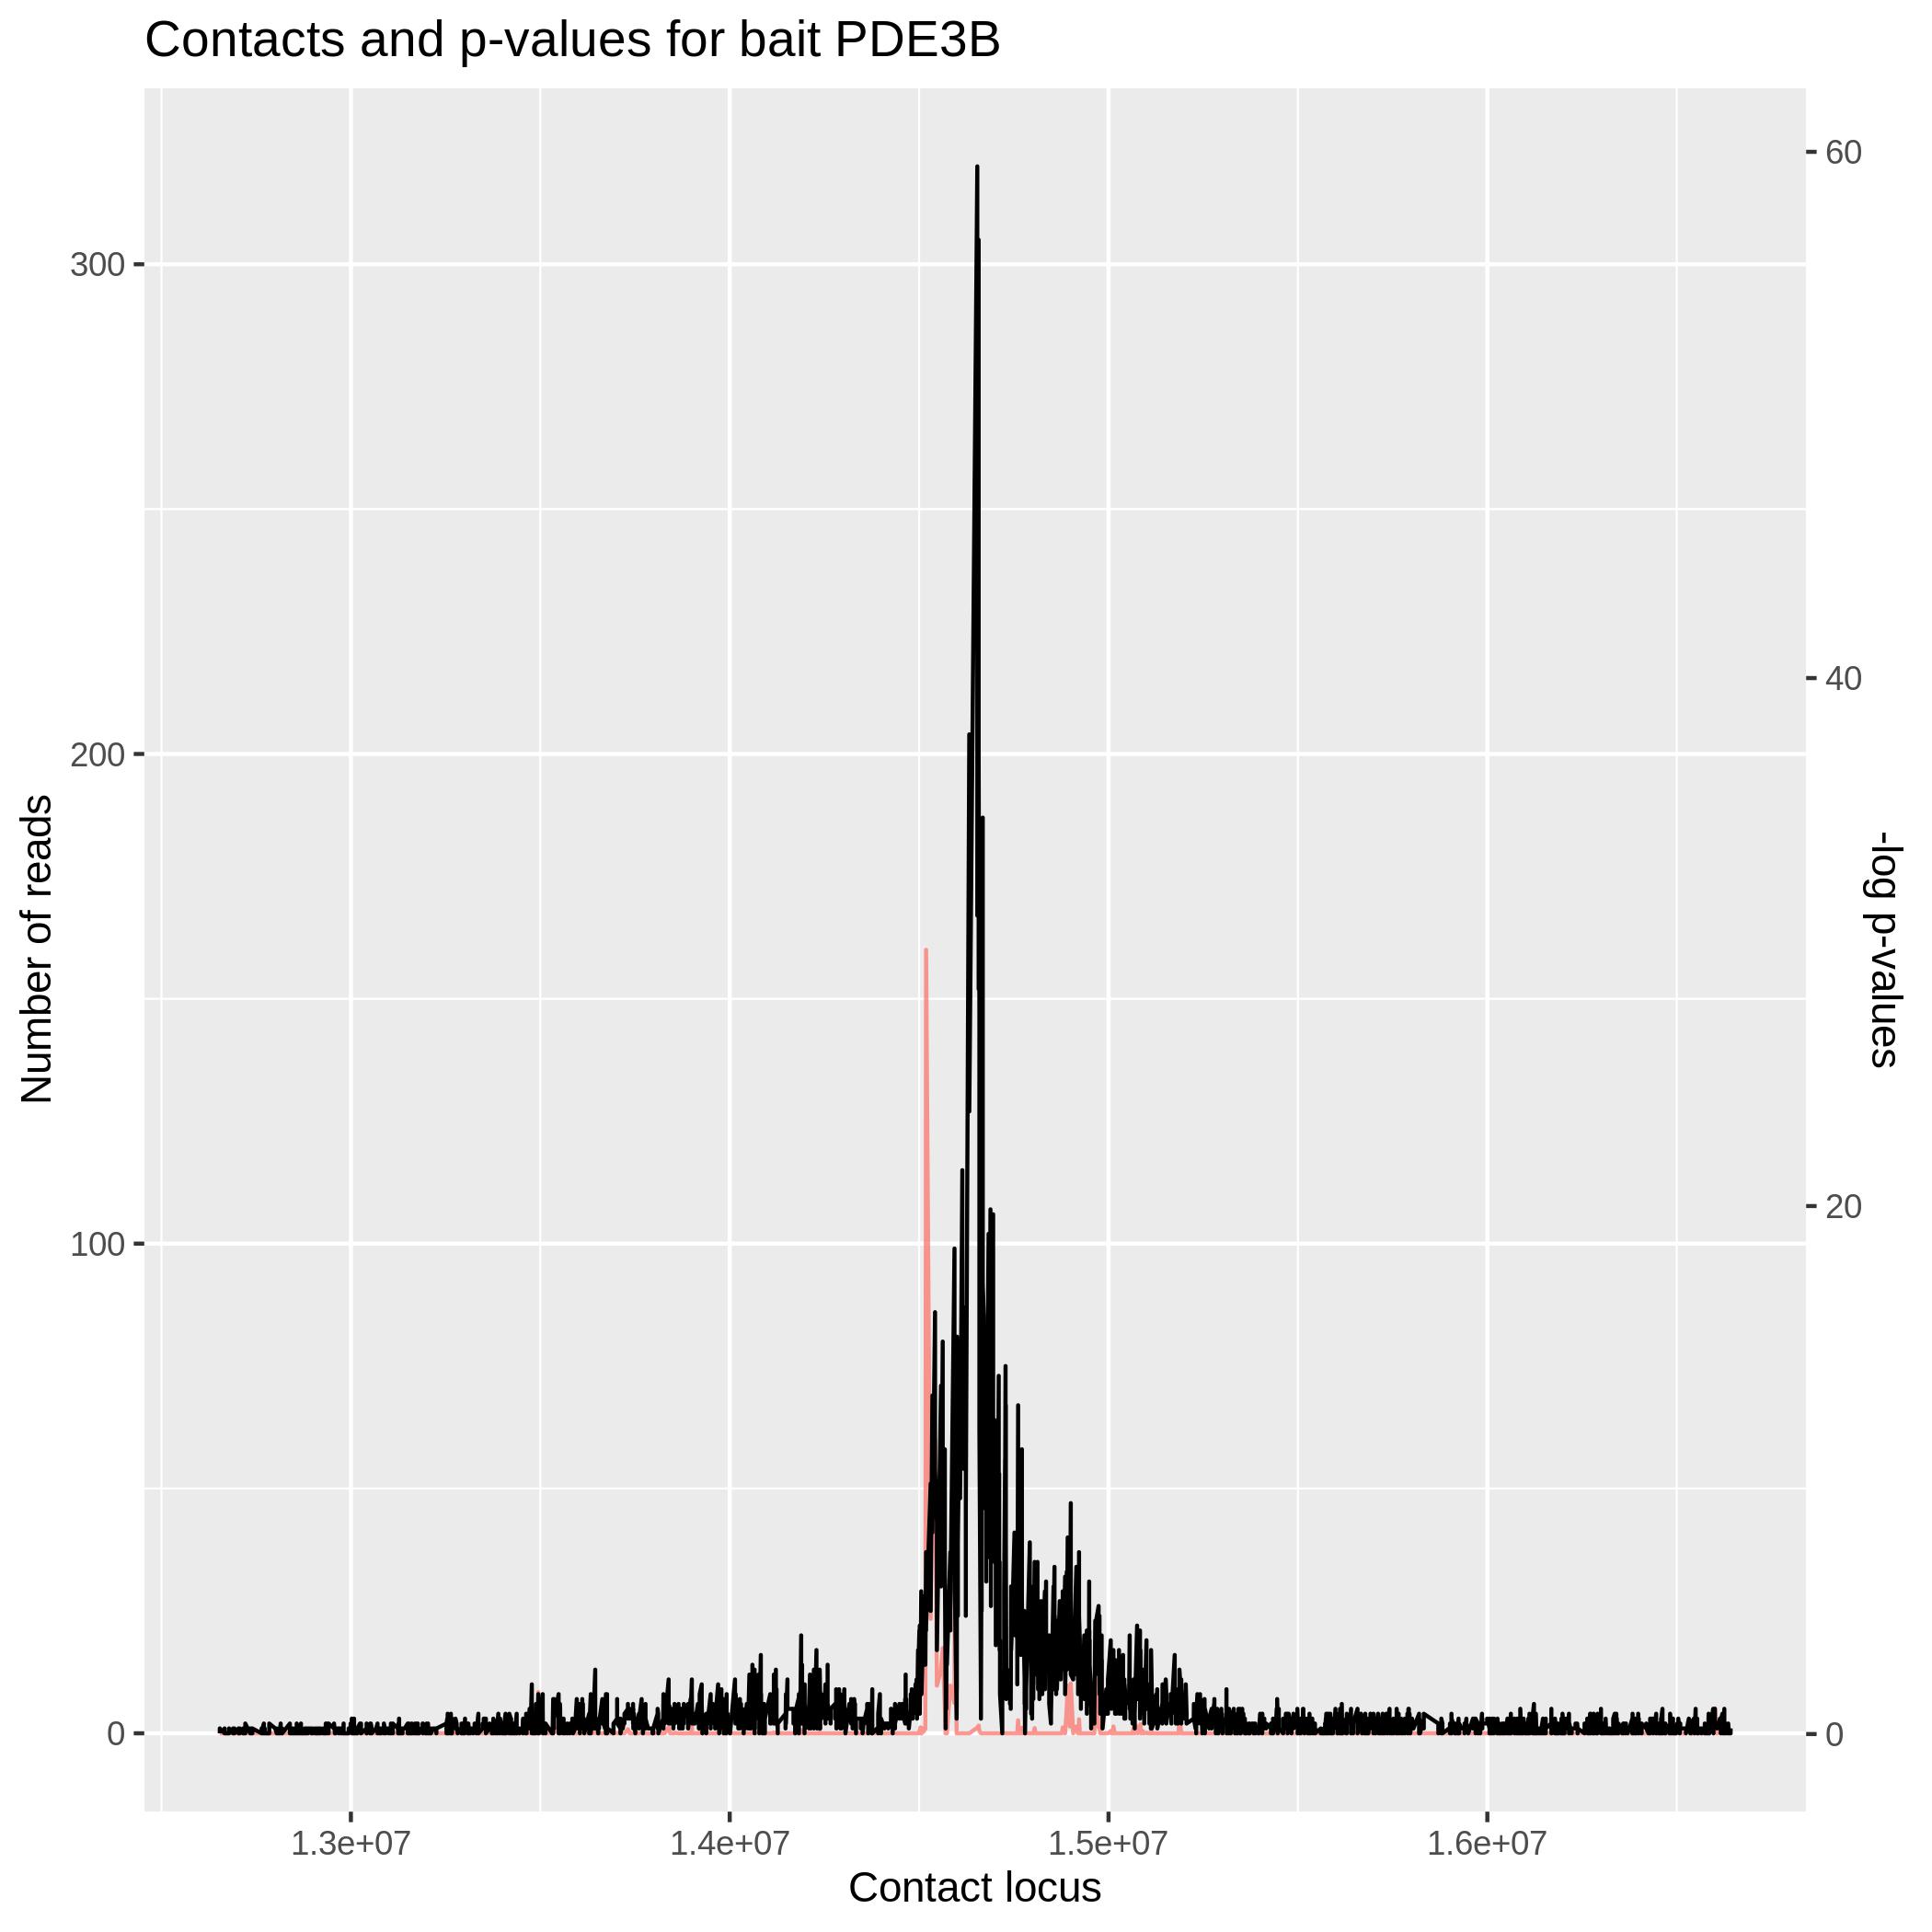 Contacts and p-values for bait PDE3B
300
200
100
0
Number of reads
60
40
20
0
-log p-values
1.3e+07
1.4e+07
1.5e+07
1.6e+07
Contact locus